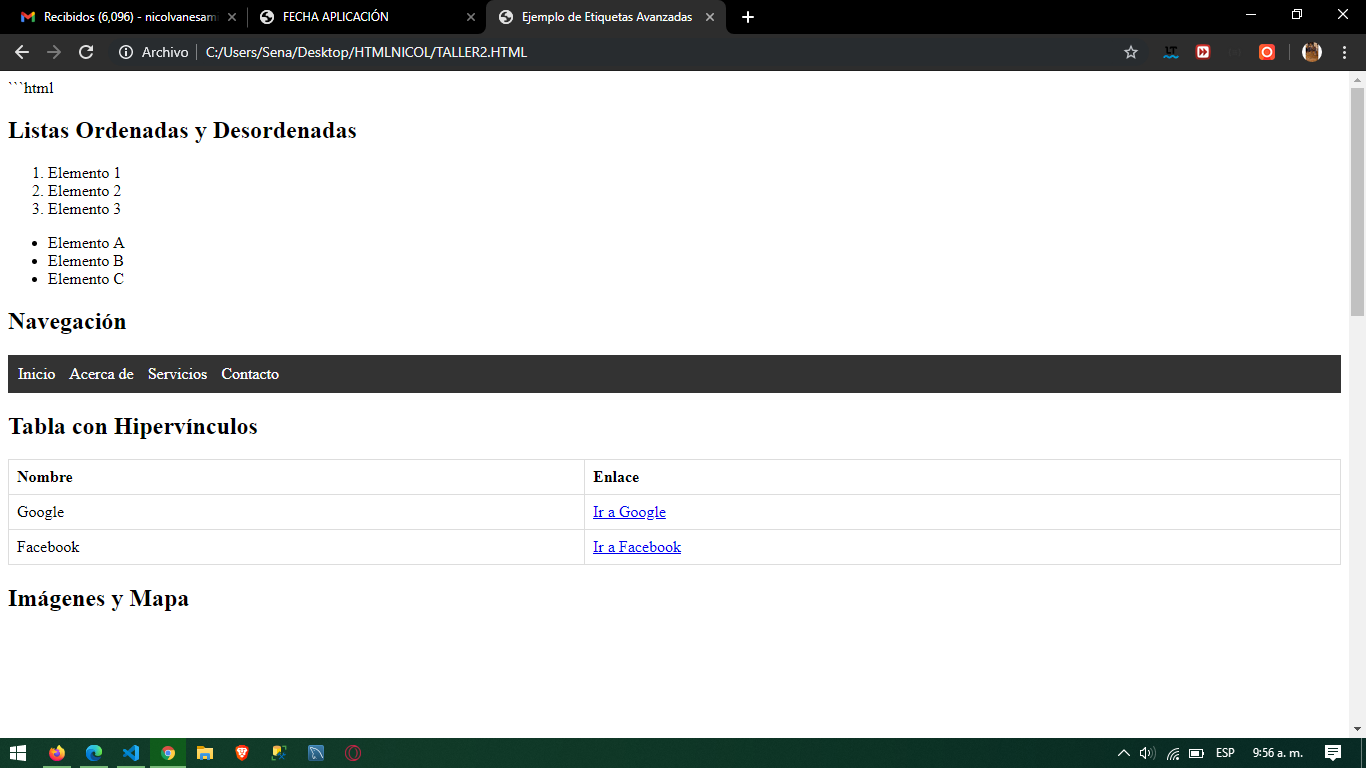 Recibidos (6,096) - nicolvanesam
FECHA APLICACIÓN
Ejemplo de Etiquetas Avanzadas
Archivo C:/Users/Sena/Desktop/HTMLNICOL/TALLER2.HTML
```html
Listas Ordenadas y Desordenadas
1. Elemento 1
2. Elemento 2
3. Elemento 3
• Elemento A
• Elemento B
• Elemento C
Navegación
Inicio Acerca de Servicios Contacto
Tabla con Hipervínculos
Nombre Enlace
Google Ir a Google
Facebook Ir a Facebook
Imágenes y Mapa
ESP 9:56 a. m.